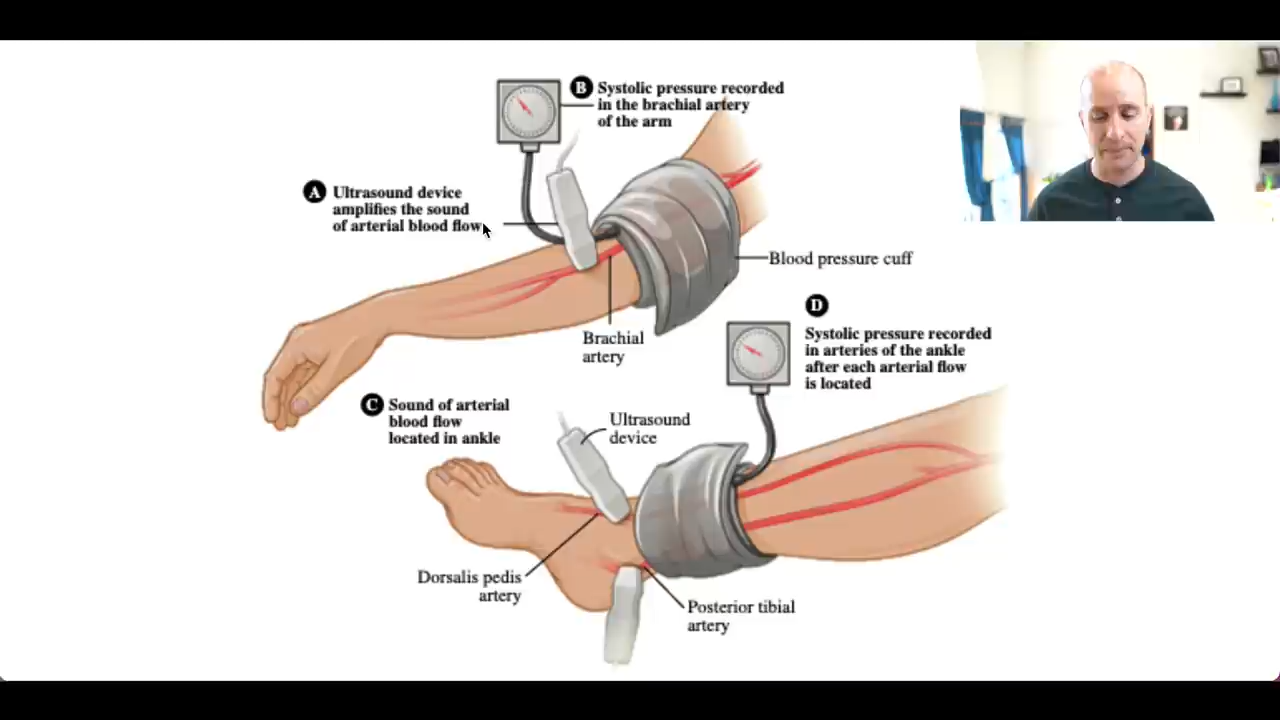 B Systolic pressure recorded
in the brachial artery
of the arm
A Ultrasound device
amplifies the sound
of arterial blood flow
Blood pressure cuff
Brachial
artery
D
Systolic pressure recorded
in arteries of the ankle
after each arterial flow
is located
C Sound of arterial
blood flow
located in ankle
Ultrasound
device
Dorsalis pedis
artery
Posterior tibial
artery